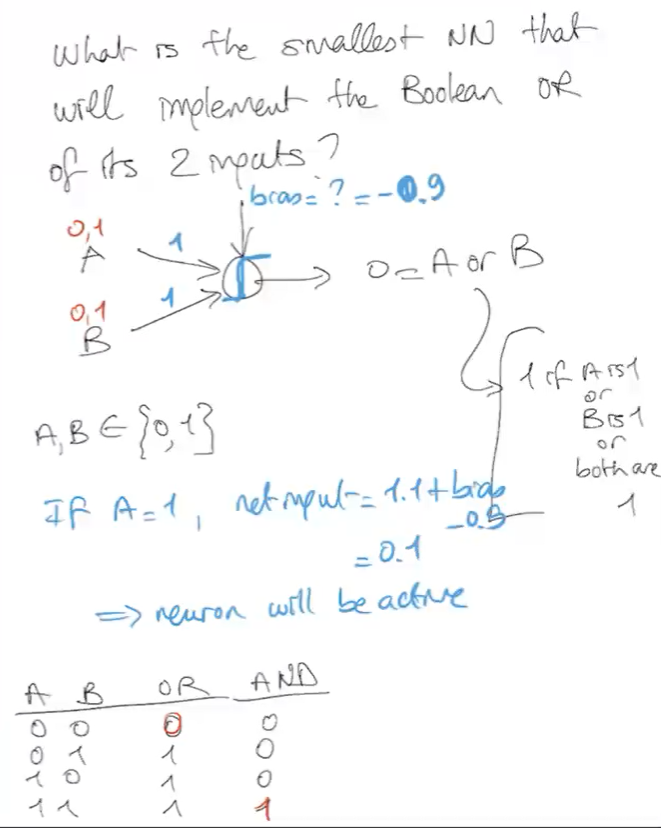 What is the smallest NN that
will implement the Boolean OR
of its 2 inputs?
bias = ? = -0.9
0,1
A
1
0,1
B
1
O = A or B
1 if A is 1
or
B is 1
or
both are
1
A, B ∈ {0,1}
If A=1, net input = 1.1 + bias
-0.9
= 0.1
=> neuron will be active
A B OR AND
0 0 0 0
0 1 1 0
1 0 1 0
1 1 1 1